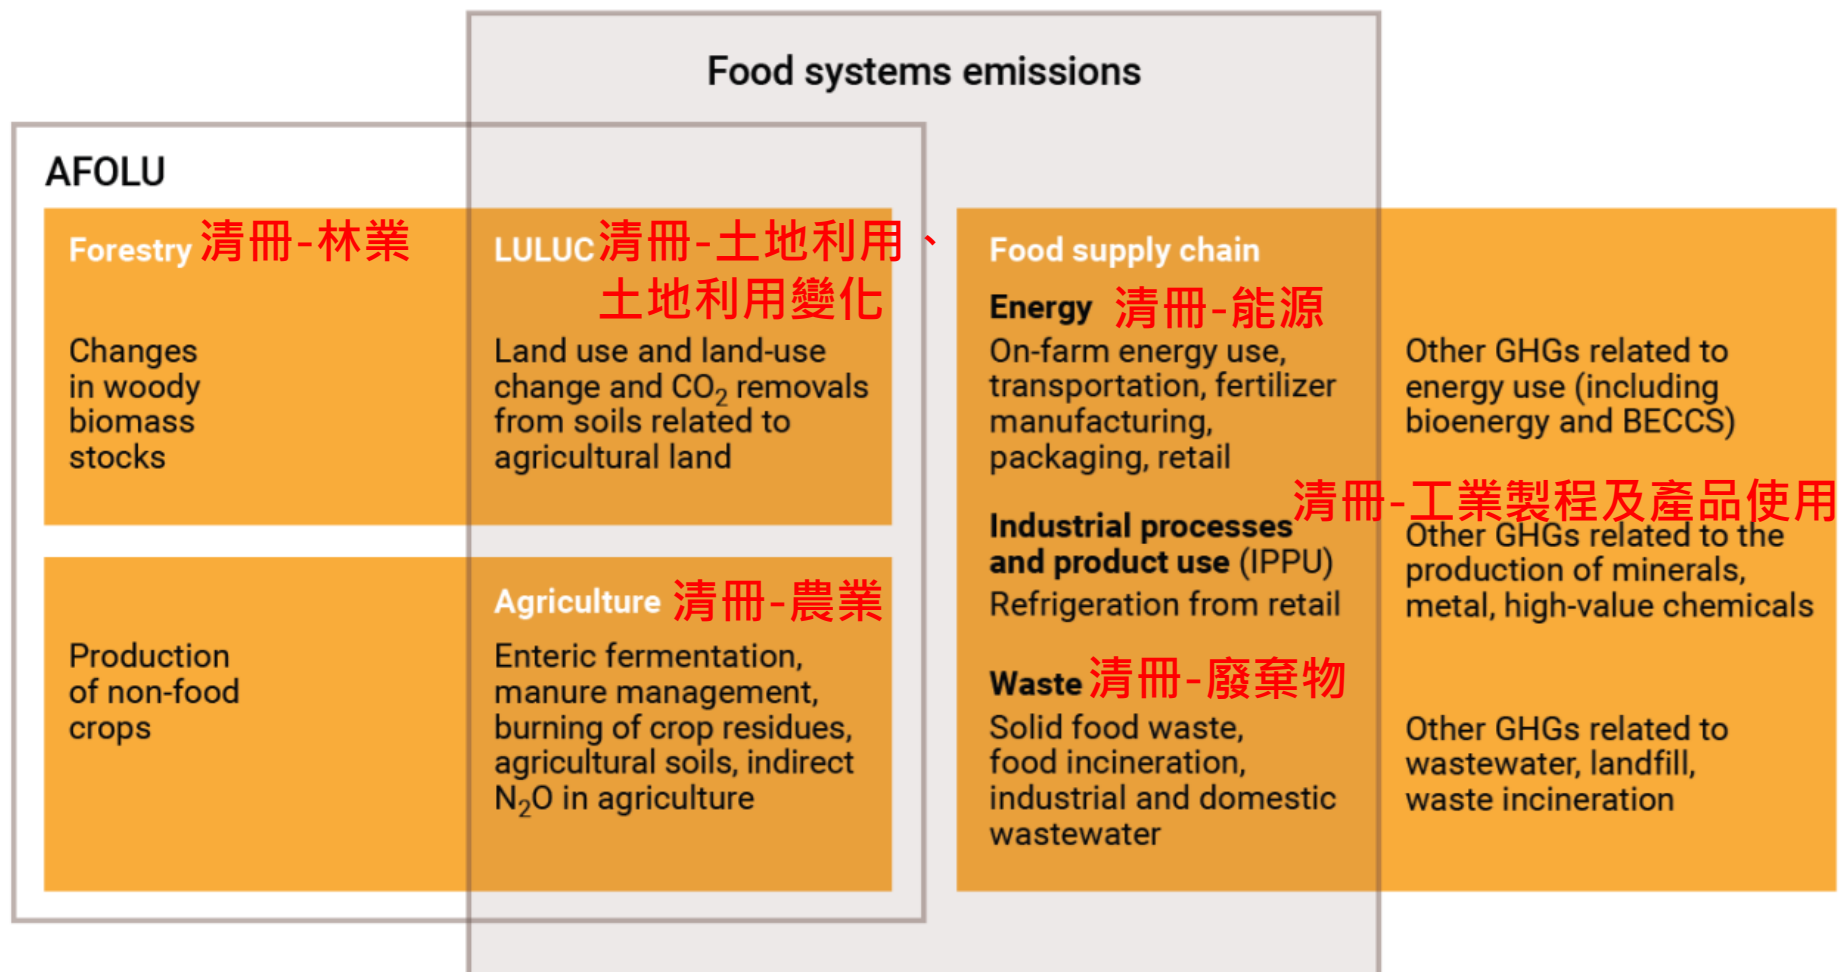 Food systems emissions
AFOLU
Forestry 清冊-林業
Changes
in woody
biomass
stocks
LULUC 清冊-土地利用、
土地利用變化
Land use and land-use
change and CO₂ removals
from soils related to
agricultural land
Production
of non-food
crops
Agriculture 清冊-農業
Enteric fermentation,
manure management,
burning of crop residues,
agricultural soils, indirect
N₂O in agriculture
Food supply chain
Energy 清冊-能源
On-farm energy use,
transportation, fertilizer
manufacturing,
packaging, retail
Other GHGs related to
energy use (including
bioenergy and BECCS)
清冊-工業製程及產品使用
Industrial processes
and product use (IPPU)
Refrigeration from retail
Other GHGs related to the
production of minerals,
metal, high-value chemicals
Waste 清冊-廢棄物
Solid food waste,
food incineration,
industrial and domestic
wastewater
Other GHGs related to
wastewater, landfill,
waste incineration